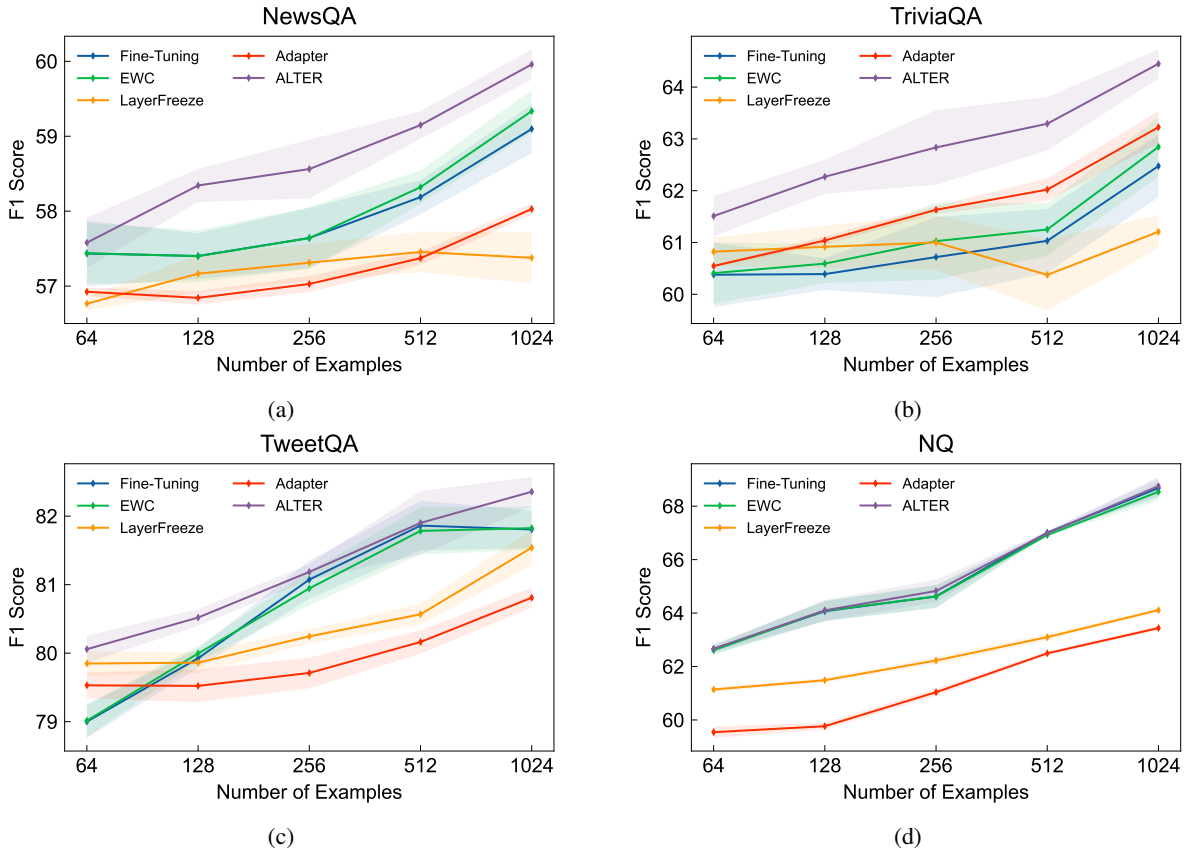 NewsQA
60
59
58
57
F1 Score
Fine-Tuning
EWC
LayerFreeze
Adapter
ALTER
64 128 256 512 1024
Number of Examples
(a)
TriviaQA
64
63
62
61
60
F1 Score
Fine-Tuning
EWC
LayerFreeze
Adapter
ALTER
64 128 256 512 1024
Number of Examples
(b)
TweetQA
82
81
80
79
F1 Score
Fine-Tuning
EWC
LayerFreeze
Adapter
ALTER
64 128 256 512 1024
Number of Examples
(c)
NQ
68
66
64
62
60
F1 Score
Fine-Tuning
EWC
LayerFreeze
Adapter
ALTER
64 128 256 512 1024
Number of Examples
(d)